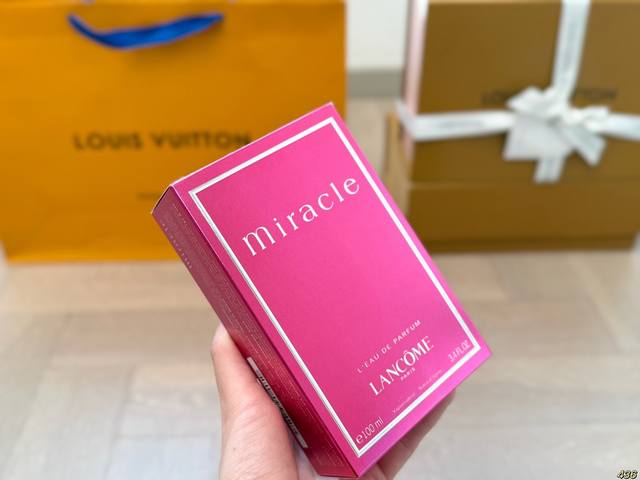 LOUIS VUITTON
miracle
L'EAU DE PARFUM
LANCÔME
PARIS
e100 ml
3.4 FL.OZ
436